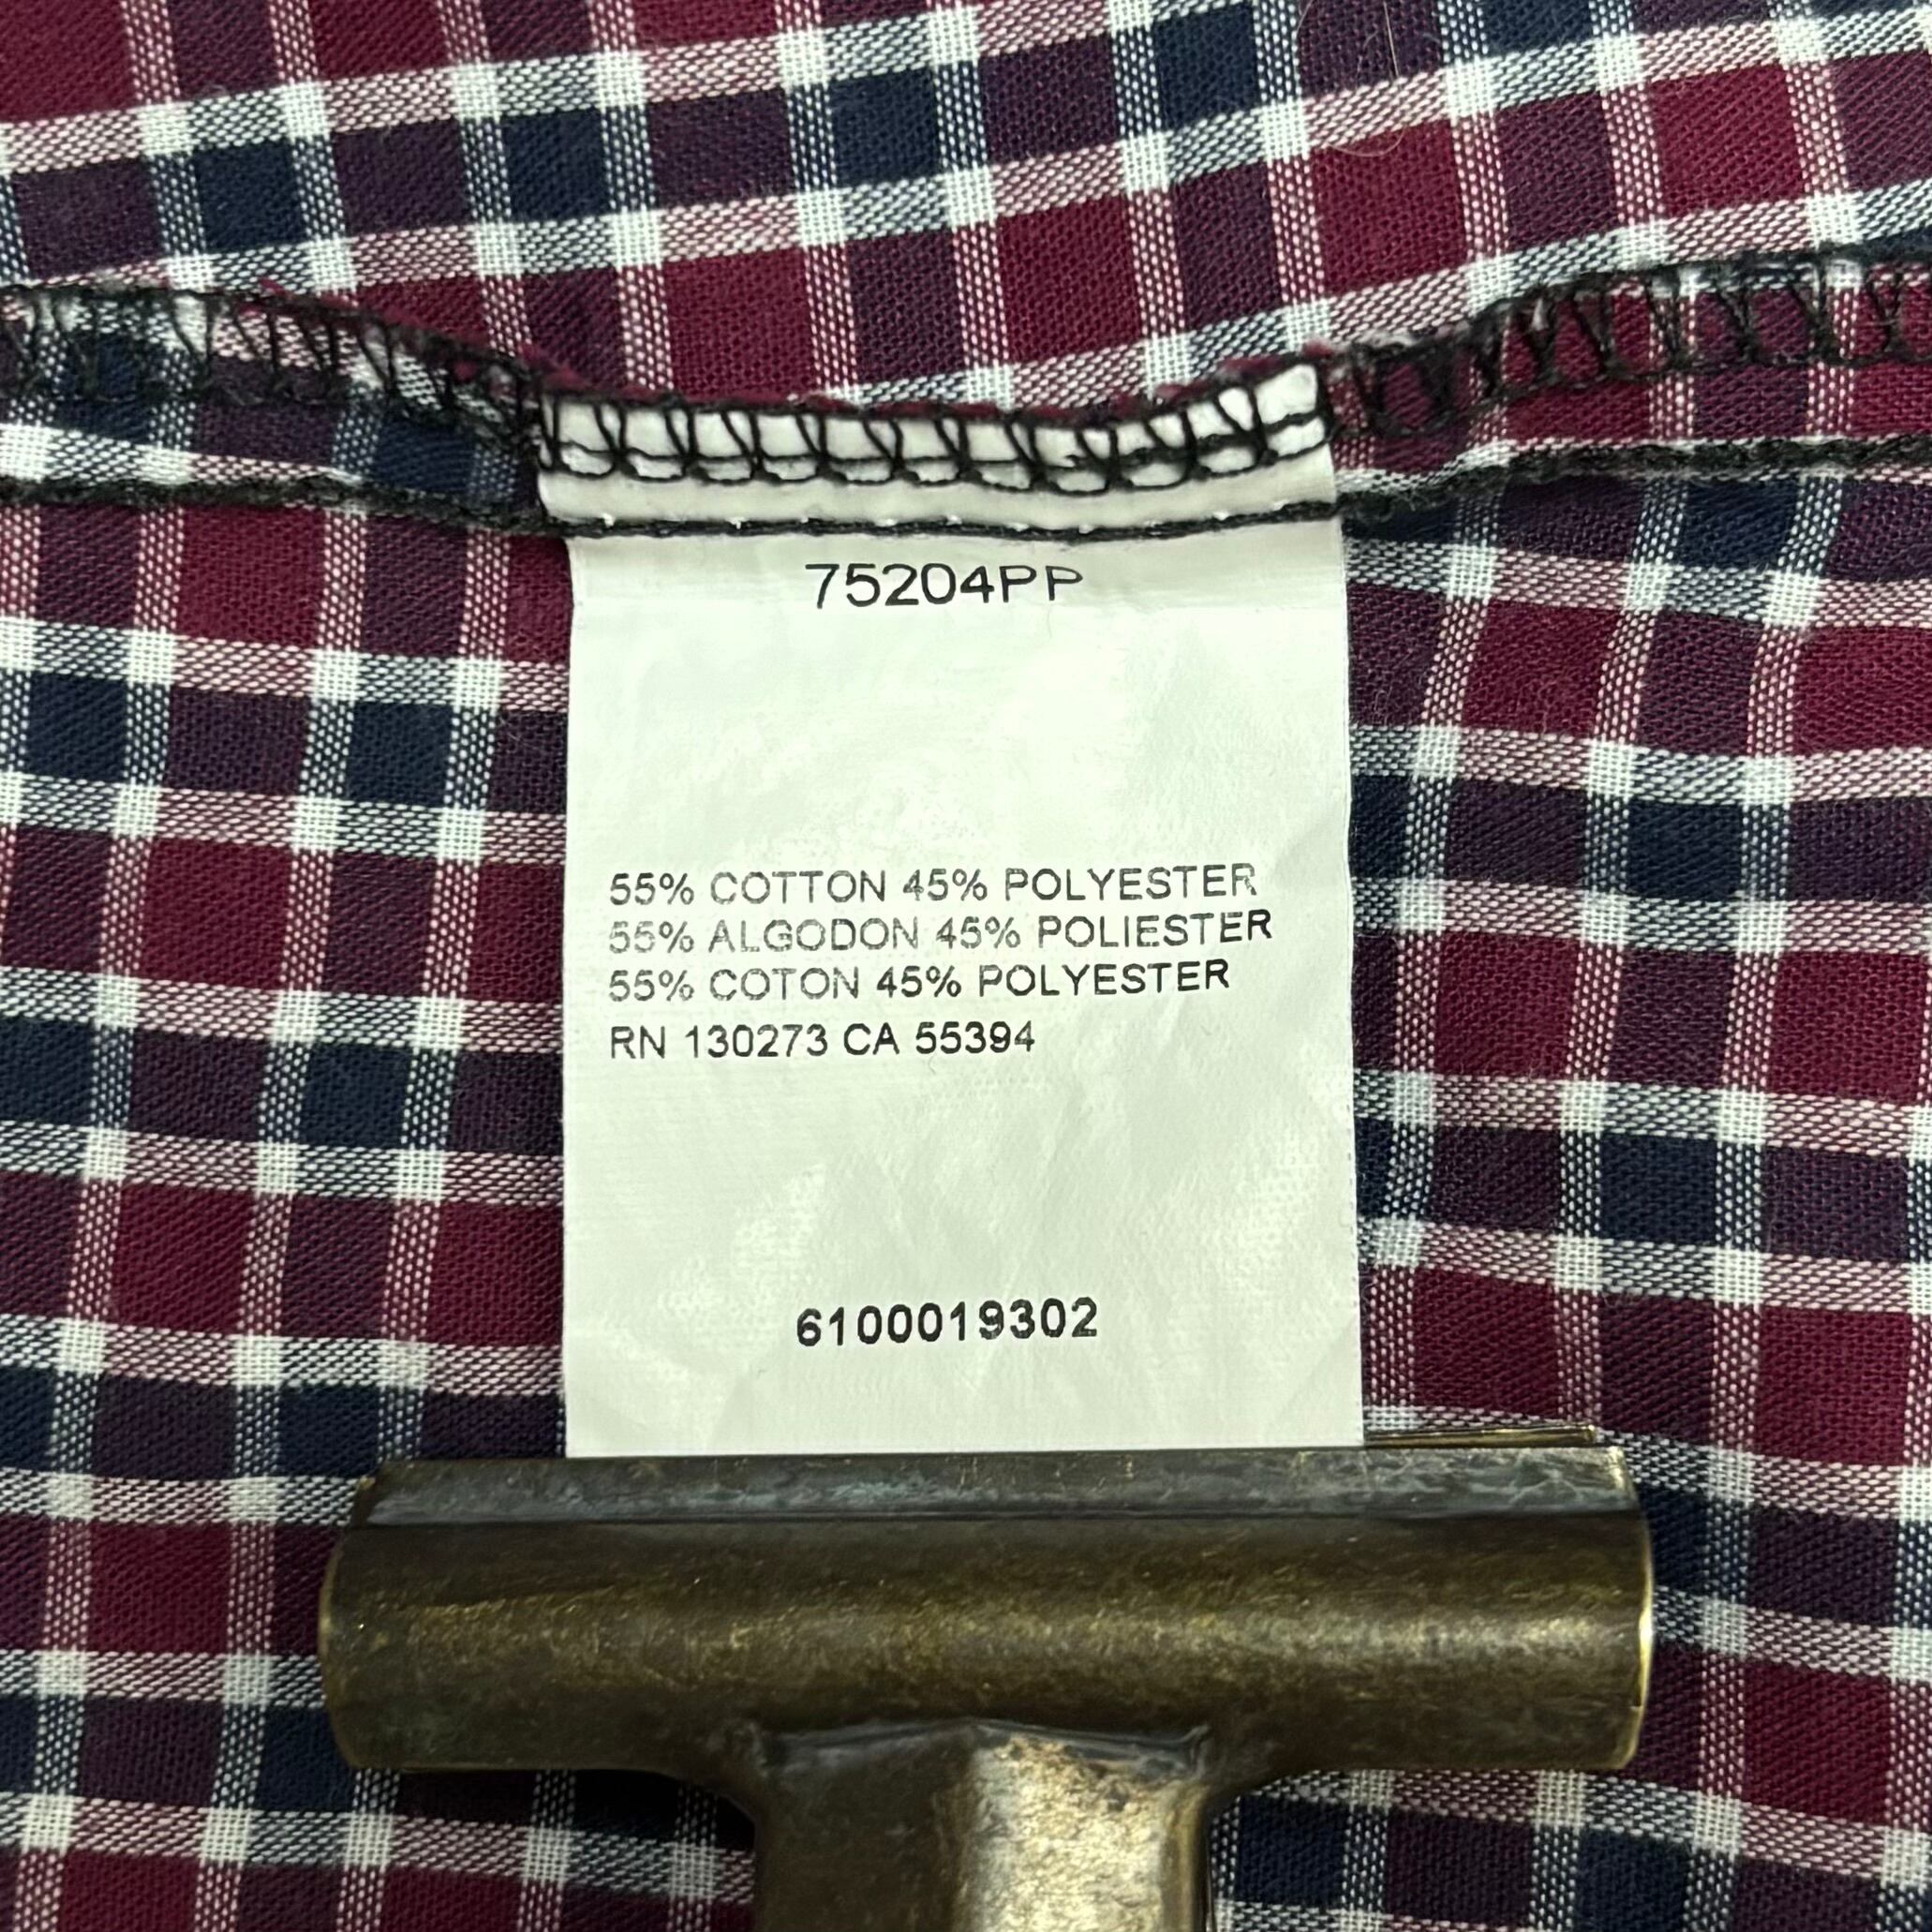 75204PP
55% COTTON 45% POLYESTER
55% ALGODON 45% POLIESTER
55% COTON 45% POLYESTER
RN 130273 CA 55394
6100019302